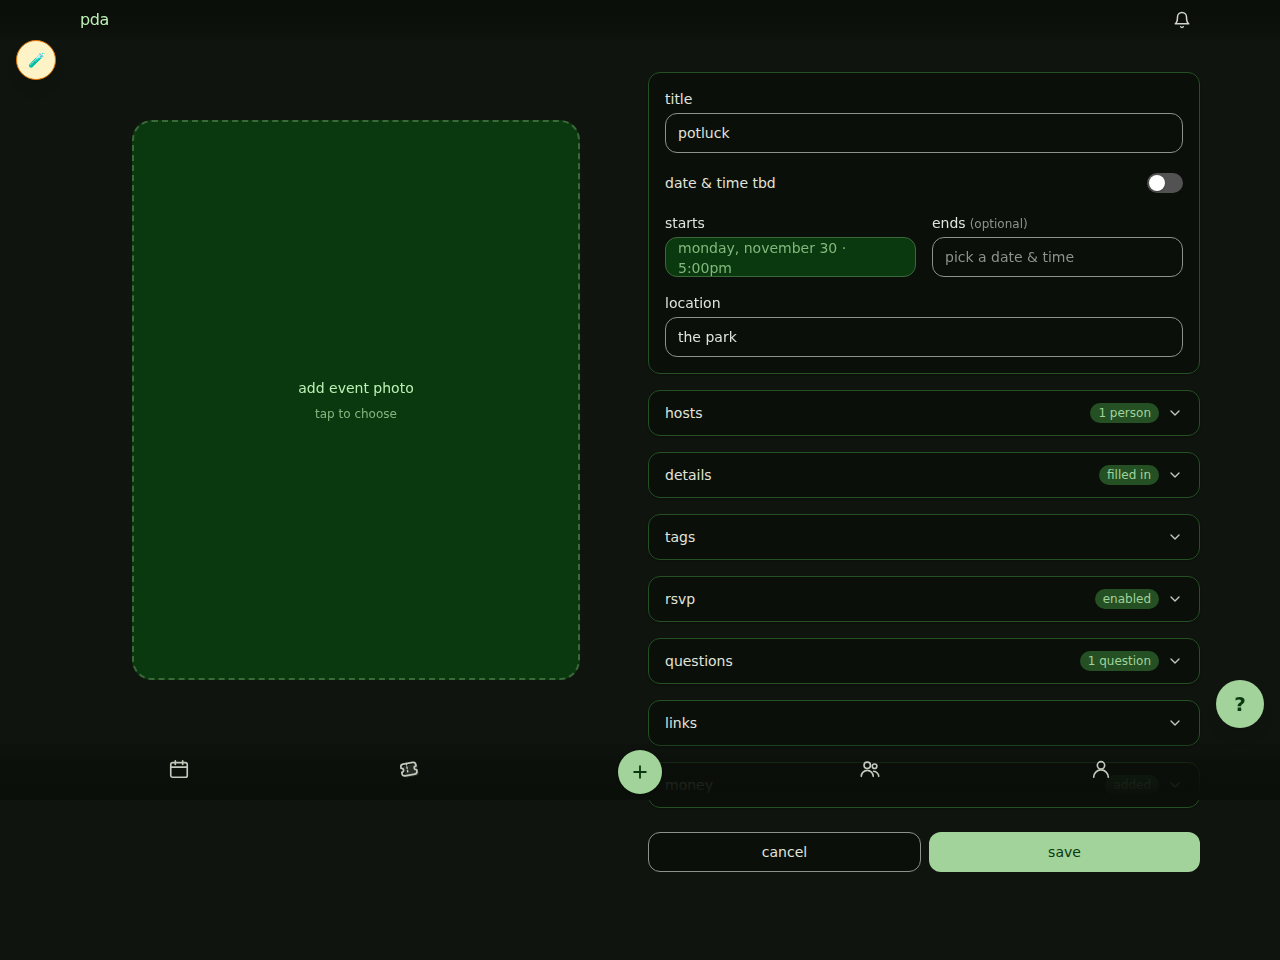 pda
add event photo
tap to choose
title
potluck
date & time tbd
starts
monday, november 30 ·
5:00pm
ends (optional)
pick a date & time
location
the park
hosts
1 person
details
filled in
tags
rsvp
enabled
questions
1 question
links
money
added
cancel
save
?